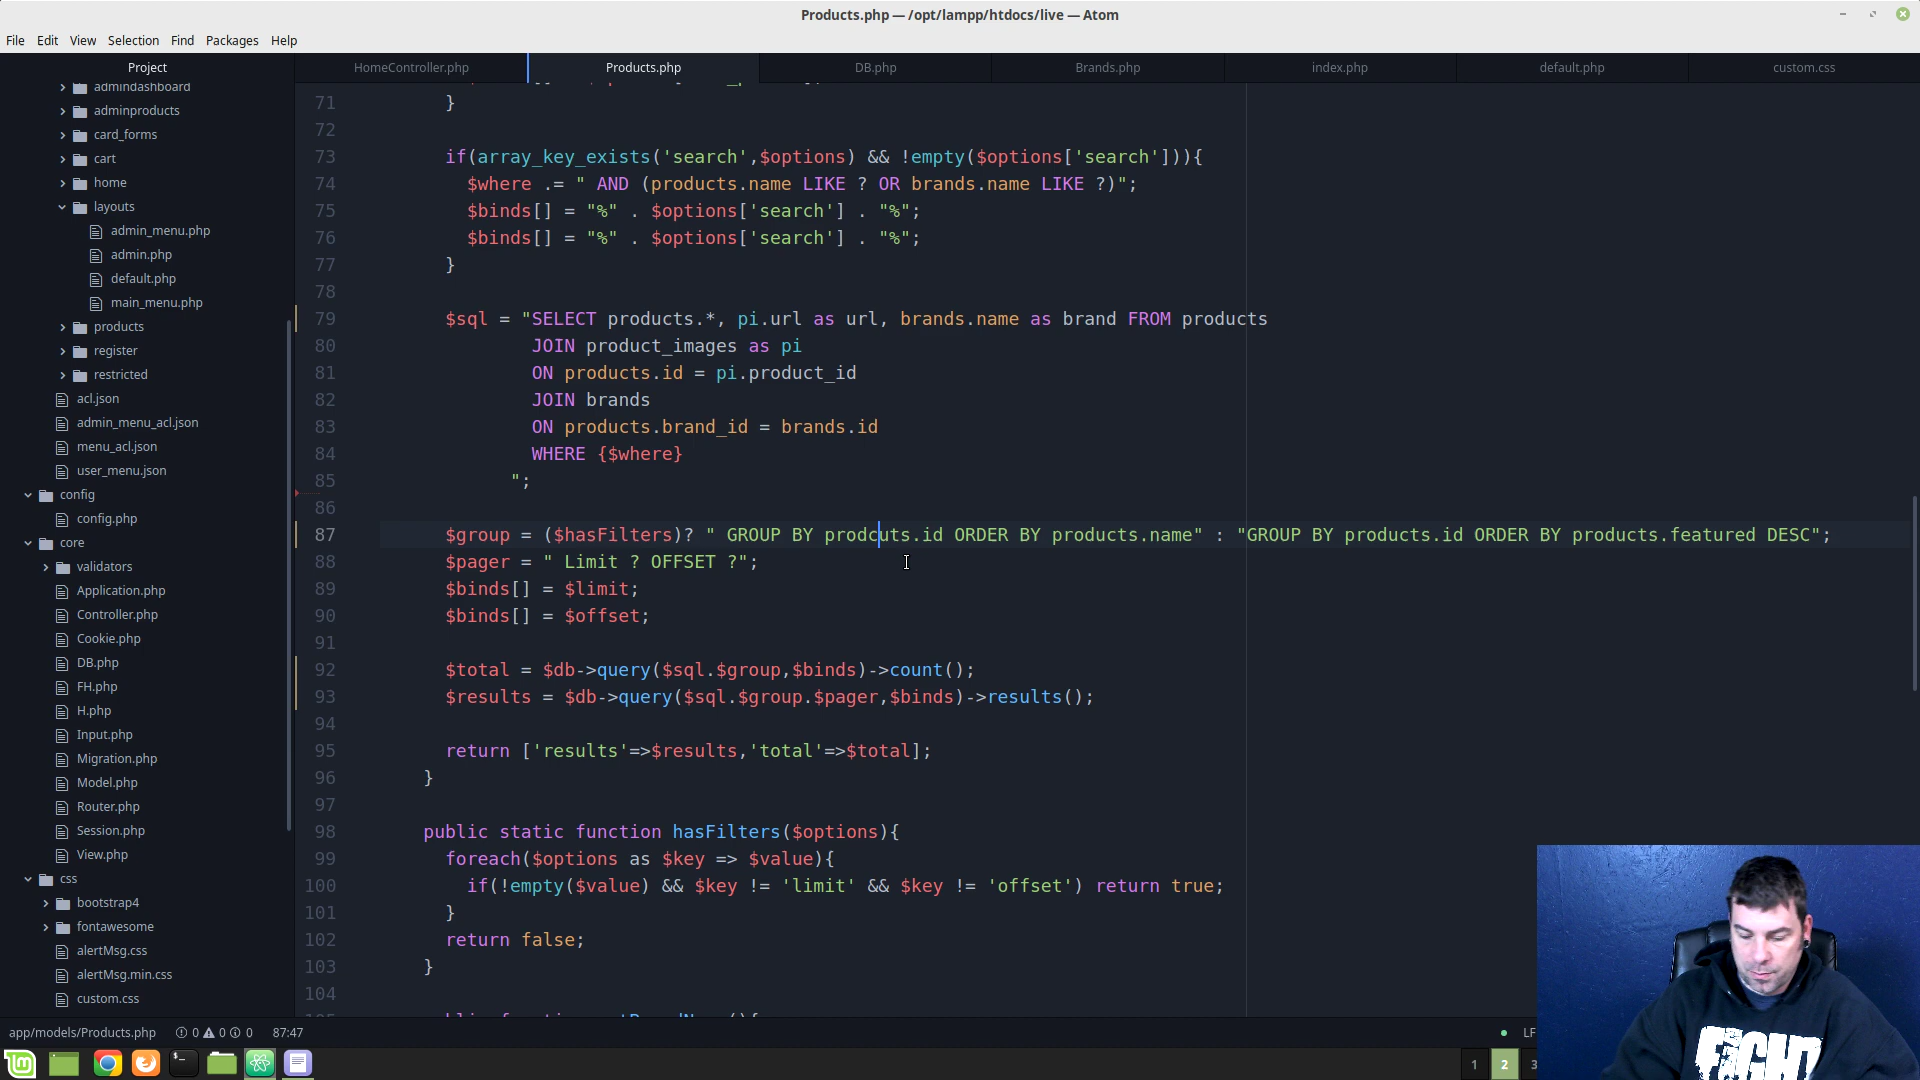 Products.php — /opt/lampp/htdocs/live — Atom
File Edit View Selection Find Packages Help
Project
HomeController.php
Products.php
DB.php
Brands.php
index.php
default.php
custom.css
admindashboard
adminproducts
card_forms
cart
home
layouts
admin_menu.php
admin.php
default.php
main_menu.php
products
register
restricted
acl.json
admin_menu_acl.json
menu_acl.json
user_menu.json
config
config.php
core
validators
Application.php
Controller.php
Cookie.php
DB.php
FH.php
H.php
Input.php
Migration.php
Model.php
Router.php
Session.php
View.php
css
bootstrap4
fontawesome
alertMsg.css
alertMsg.min.css
custom.css
71 }
72
73 if(array_key_exists('search',$options) && !empty($options['search'])){
74 $where .= " AND (products.name LIKE ? OR brands.name LIKE ?)";
75 $binds[] = "%" . $options['search'] . "%";
76 $binds[] = "%" . $options['search'] . "%";
77 }
78
79 $sql = "SELECT products.*, pi.url as url, brands.name as brand FROM products
80 JOIN product_images as pi
81 ON products.id = pi.product_id
82 JOIN brands
83 ON products.brand_id = brands.id
84 WHERE {$where}
85 ";
86
87 $group = ($hasFilters)? " GROUP BY prodcuts.id ORDER BY products.name" : "GROUP BY products.id ORDER BY products.featured DESC";
88 $pager = " Limit ? OFFSET ?";
89 $binds[] = $limit;
90 $binds[] = $offset;
91
92 $total = $db->query($sql.$group,$binds)->count();
93 $results = $db->query($sql.$group.$pager,$binds)->results();
94
95 return ['results'=>$results,'total'=>$total];
96 }
97
98 public static function hasFilters($options){
99 foreach($options as $key => $value){
100 if(!empty($value) && $key != 'limit' && $key != 'offset') return true;
101 }
102 return false;
103 }
104
app/models/Products.php 0 0 0 87:47
LF
1 2 3
FIGHT